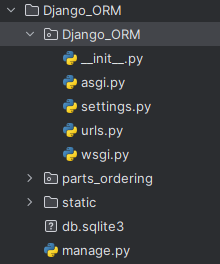 Django_ORM
Django_ORM
__init__.py
asgi.py
settings.py
urls.py
wsgi.py
parts_ordering
static
db.sqlite3
manage.py